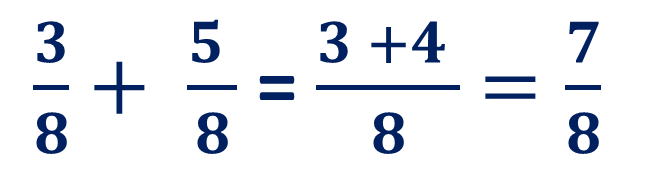 3/8 + 5/8 = 3 +4/8 = 7/8